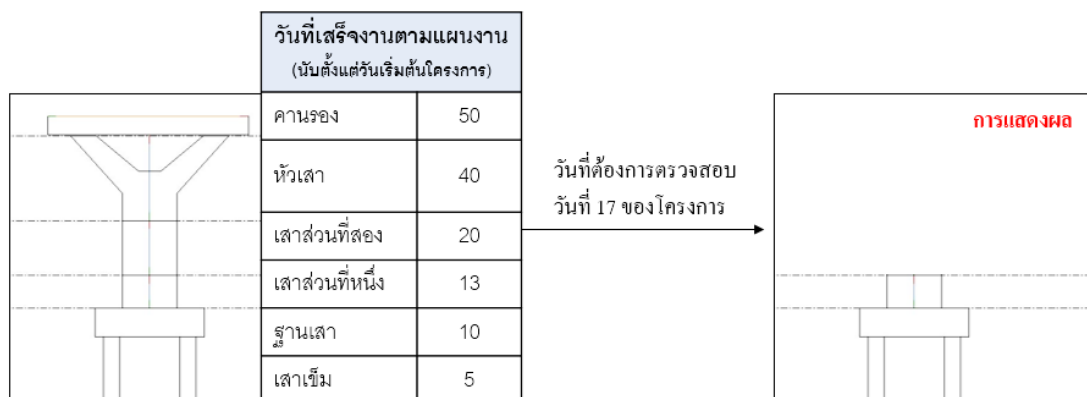 วันที่เสร็จงานตามแผนงาน
(นับตั้งแต่วันเริ่มต้นโครงการ)
คานรอง 50
หัวเสา 40
เสาส่วนที่สอง 20
เสาส่วนที่หนึ่ง 13
ฐานเสา 10
เสาเข็ม 5
วันที่ต้องการตรวจสอบ
วันที่ 17 ของโครงการ
การแสดงผล